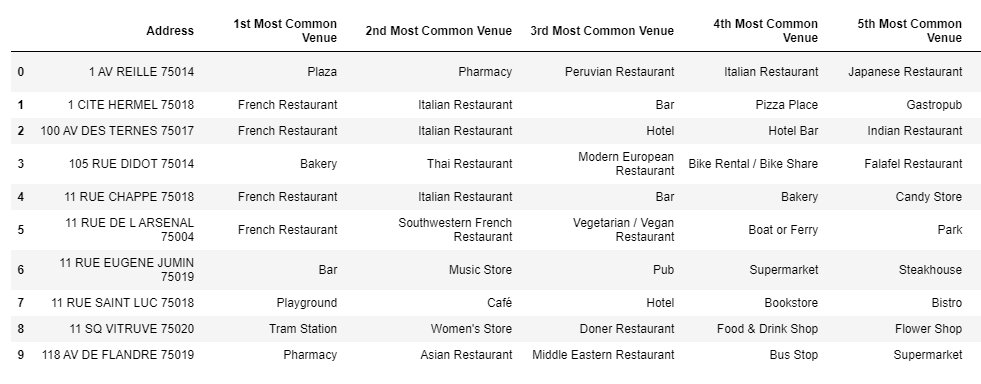 Address 1st Most Common Venue 2nd Most Common Venue 3rd Most Common Venue 4th Most Common Venue 5th Most Common Venue
0 1 AV REILLE 75014 Plaza Pharmacy Peruvian Restaurant Italian Restaurant Japanese Restaurant
1 1 CITE HERMEL 75018 French Restaurant Italian Restaurant Bar Pizza Place Gastropub
2 100 AV DES TERNES 75017 French Restaurant Italian Restaurant Hotel Hotel Bar Indian Restaurant
3 105 RUE DIDOT 75014 Bakery Thai Restaurant Modern European Restaurant Bike Rental / Bike Share Falafel Restaurant
4 11 RUE CHAPPE 75018 French Restaurant Italian Restaurant Bar Bakery Candy Store
5 11 RUE DE L ARSENAL 75004 French Restaurant Southwestern French Restaurant Vegetarian / Vegan Restaurant Boat or Ferry Park
6 11 RUE EUGENE JUMIN 75019 Bar Music Store Pub Supermarket Steakhouse
7 11 RUE SAINT LUC 75018 Playground Café Hotel Bookstore Bistro
8 11 SQ VITRUVE 75020 Tram Station Women's Store Doner Restaurant Food & Drink Shop Flower Shop
9 118 AV DE FLANDRE 75019 Pharmacy Asian Restaurant Middle Eastern Restaurant Bus Stop Supermarket